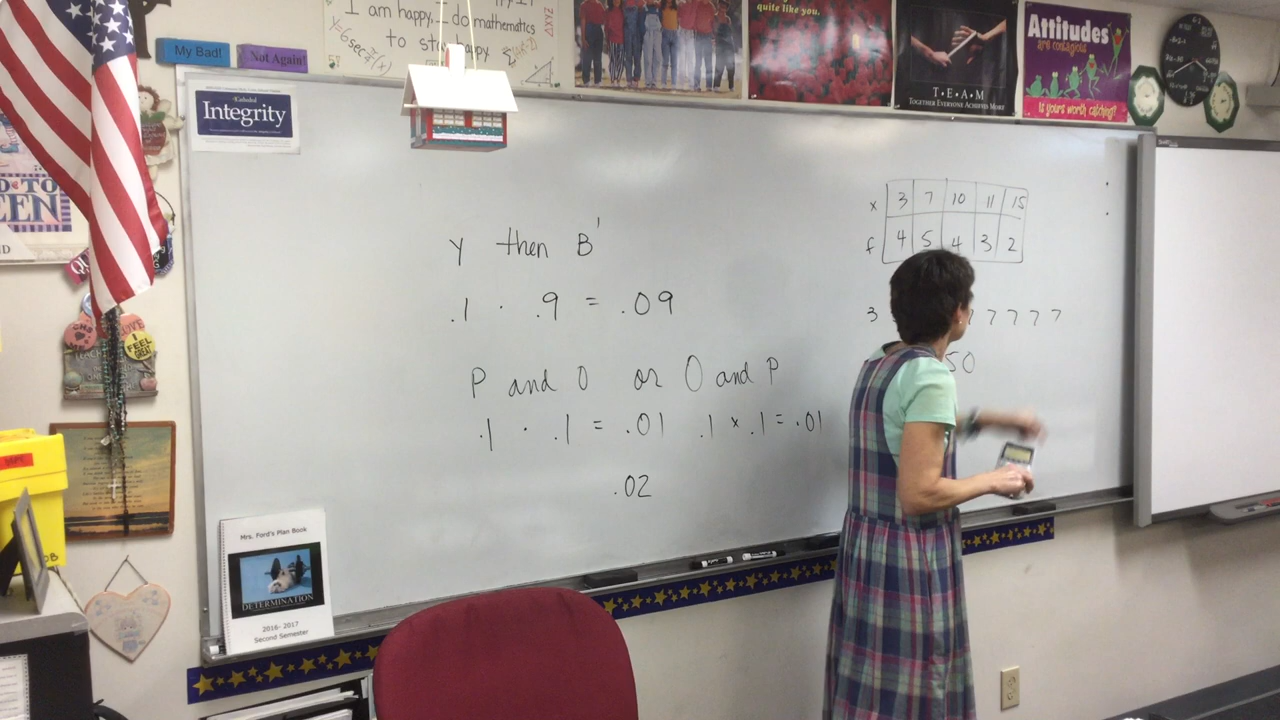 My Bad!
Not Again!
I am happy, I do mathematics
to stay happy
quite like you.
T·E·A·M
TOGETHER EVERYONE ACHIEVES MORE
Attitudes
are contagious
Is yours worth catching?
Integrity
x 3 7 10 11 15
f 4 5 4 3 2
y then B'
.1 · .9 = .09
3 7 7 7 7
50
P and O or O and P
.1 · .1 = .01 .1 × .1 = .01
.02
I FEEL GREAT
Mrs. Ford's Plan Book
DETERMINATION
2016- 2017
Second Semester